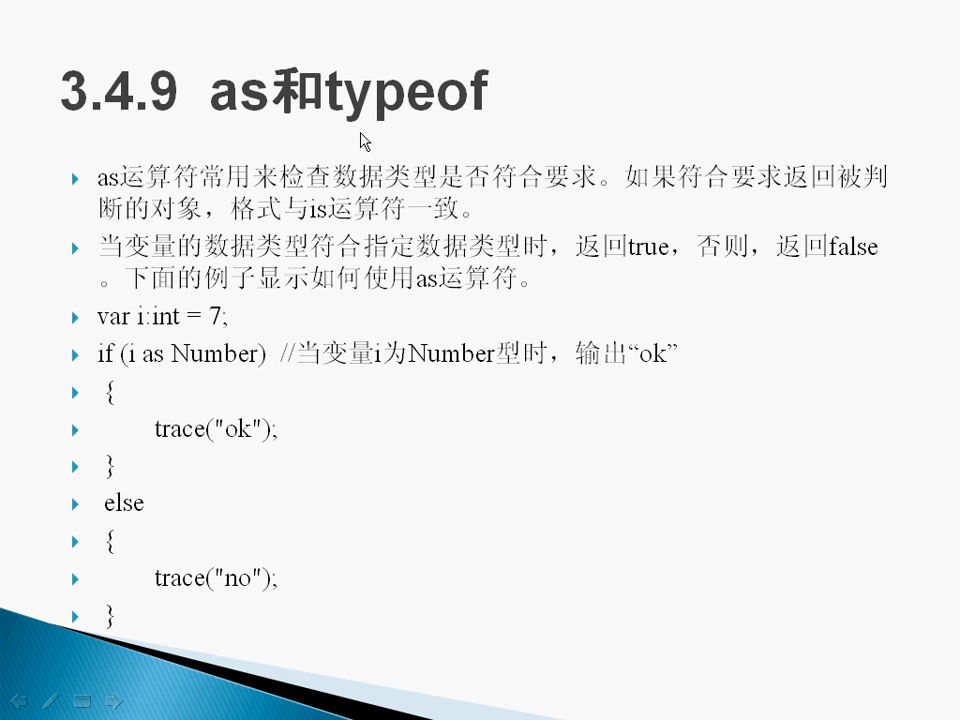 3.4.9 as和typeof
as运算符常用来检查数据类型是否符合要求。如果符合要求返回被判
断的对象，格式与is运算符一致。
当变量的数据类型符合指定数据类型时，返回true，否则，返回false
。下面的例子显示如何使用as运算符。
var i:int = 7;
if (i as Number) //当变量i为Number型时，输出“ok”
{
trace("ok");
}
else
{
trace("no");
}